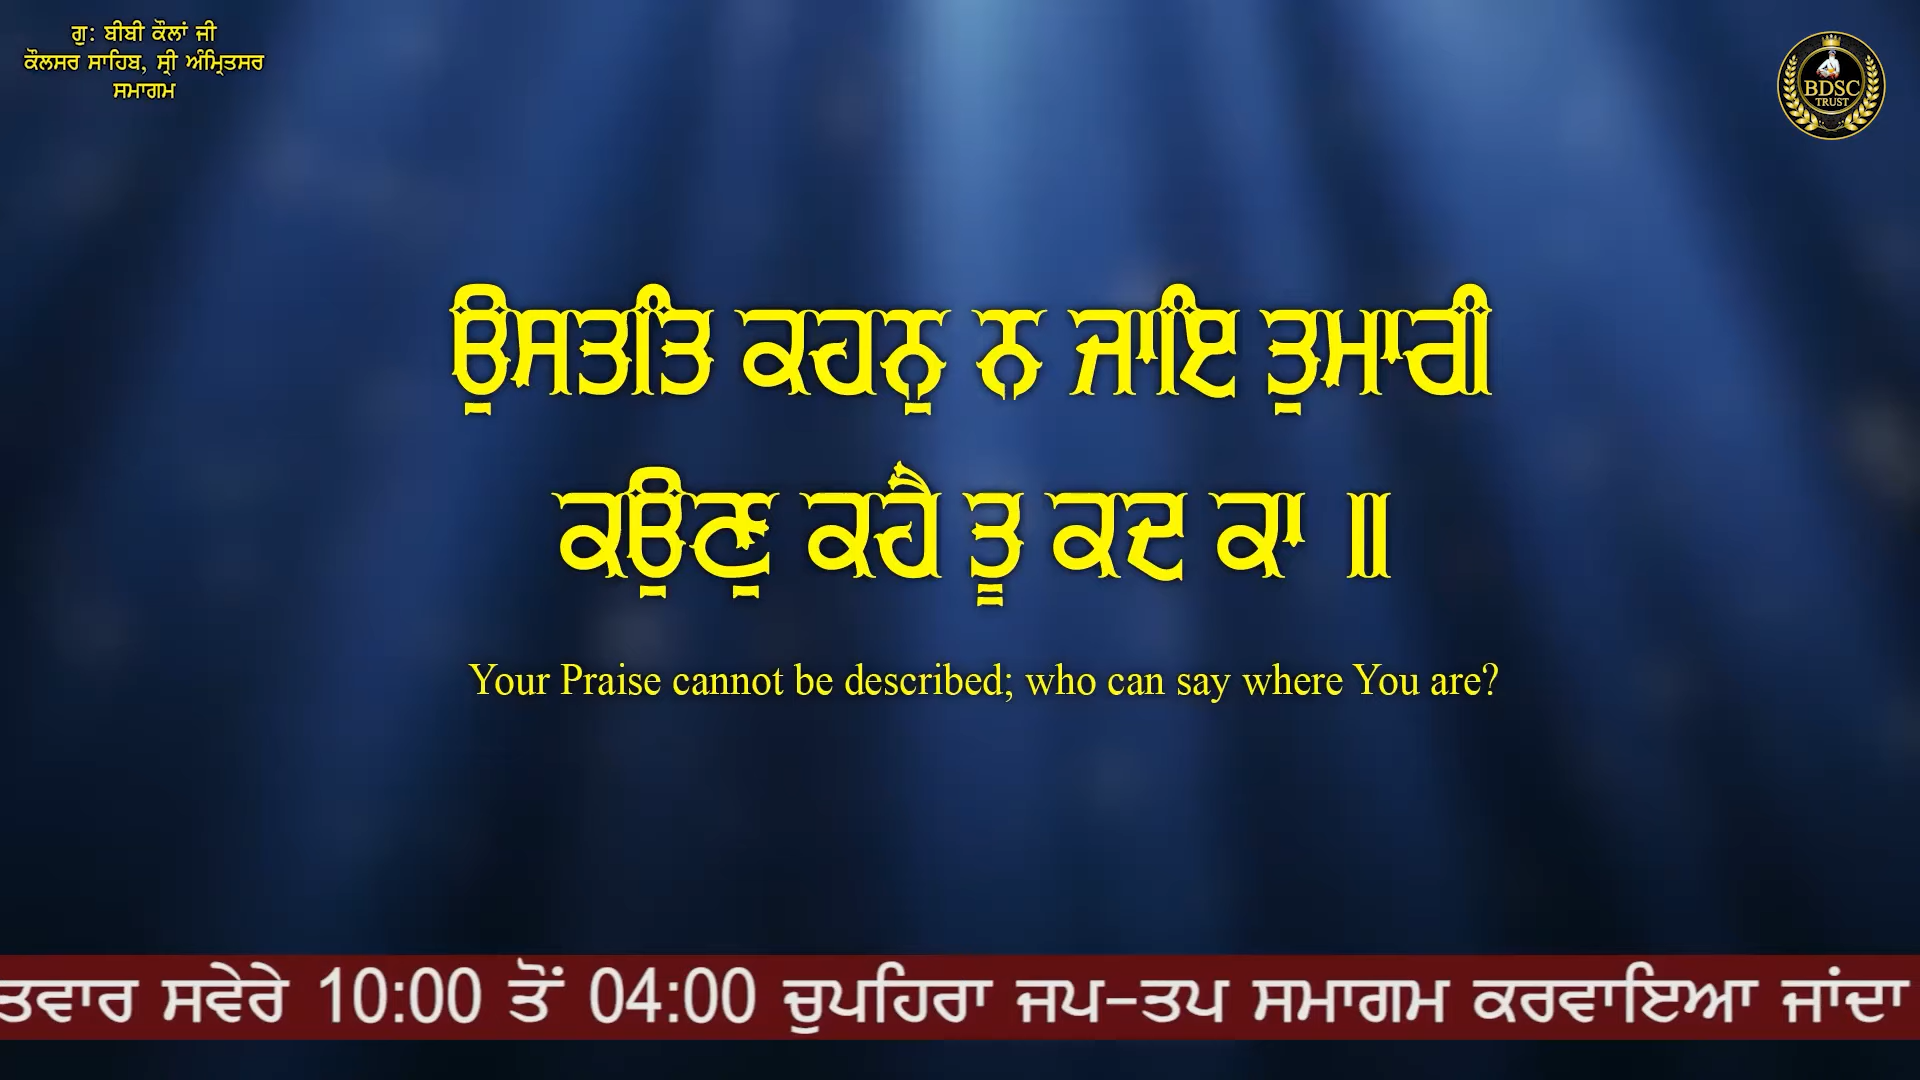 ਗੁ: ਬੀਬੀ ਕੌਲਾਂ ਜੀ
ਕੌਲਸਰ ਸਾਹਿਬ, ਸ੍ਰੀ ਅੰਮ੍ਰਿਤਸਰ
ਸਮਾਗਮ
BDSC
TRUST
ਉਸਤਤਿ ਕਹਨੁ ਨ ਜਾਇ ਤੁਮਾਰੀ
ਕਉਣੁ ਕਹੈ ਤੂ ਕਦ ਕਾ ॥
Your Praise cannot be described; who can say where You are?
ਤਵਾਰ ਸਵੇਰੇ 10:00 ਤੋਂ 04:00 ਚੁਪਹਿਰਾ ਜਪ-ਤਪ ਸਮਾਗਮ ਕਰਵਾਇਆ ਜਾਂਦਾ